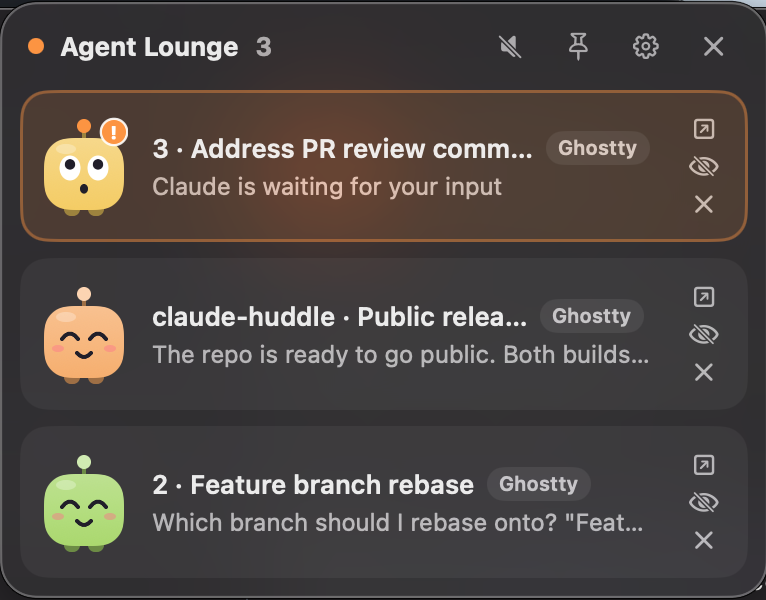 Agent Lounge 3
!
3 · Address PR review comm... Ghostty
Claude is waiting for your input
claude-huddle · Public relea... Ghostty
The repo is ready to go public. Both builds...
2 · Feature branch rebase Ghostty
Which branch should I rebase onto? "Feat...